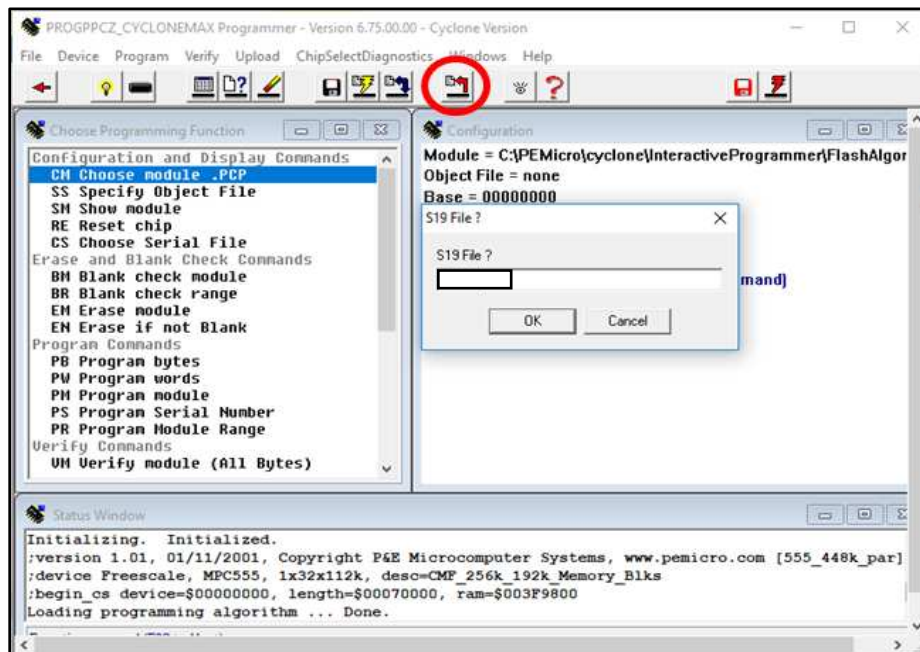 PROGPPCZ_CYCLONEMAX Programmer - Version 6.75.00.00 - Cyclone Version
File Device Program Verify Upload ChipSelectDiagnostics Windows Help
Choose Programming Function
Configuration and Display Commands
CM Choose module .PCP
SS Specify Object File
SM Show module
RE Reset chip
CS Choose Serial File
Erase and Blank Check Commands
BM Blank check module
BR Blank check range
EM Erase module
EN Erase if not Blank
Program Commands
PB Program bytes
PW Program words
PM Program module
PS Program Serial Number
PR Program Module Range
Verify Commands
VM Verify module (All Bytes)
Configuration
Module = C:\PEMicro\cyclone\InteractiveProgrammer\FlashAlgor
Object File = none
Base = 00000000
mand)
S19 File ?
S19 File ?
OK Cancel
Status Window
Initializing. Initialized.
;version 1.01, 01/11/2001, Copyright P&E Microcomputer Systems, www.pemicro.com [555_448k_par]
;device Freescale, MPC555, 1x32x112k, desc=CMF_256k_192k_Memory_Blks
;begin_cs device=$00000000, length=$00070000, ram=$003F9800
Loading programming algorithm ... Done.